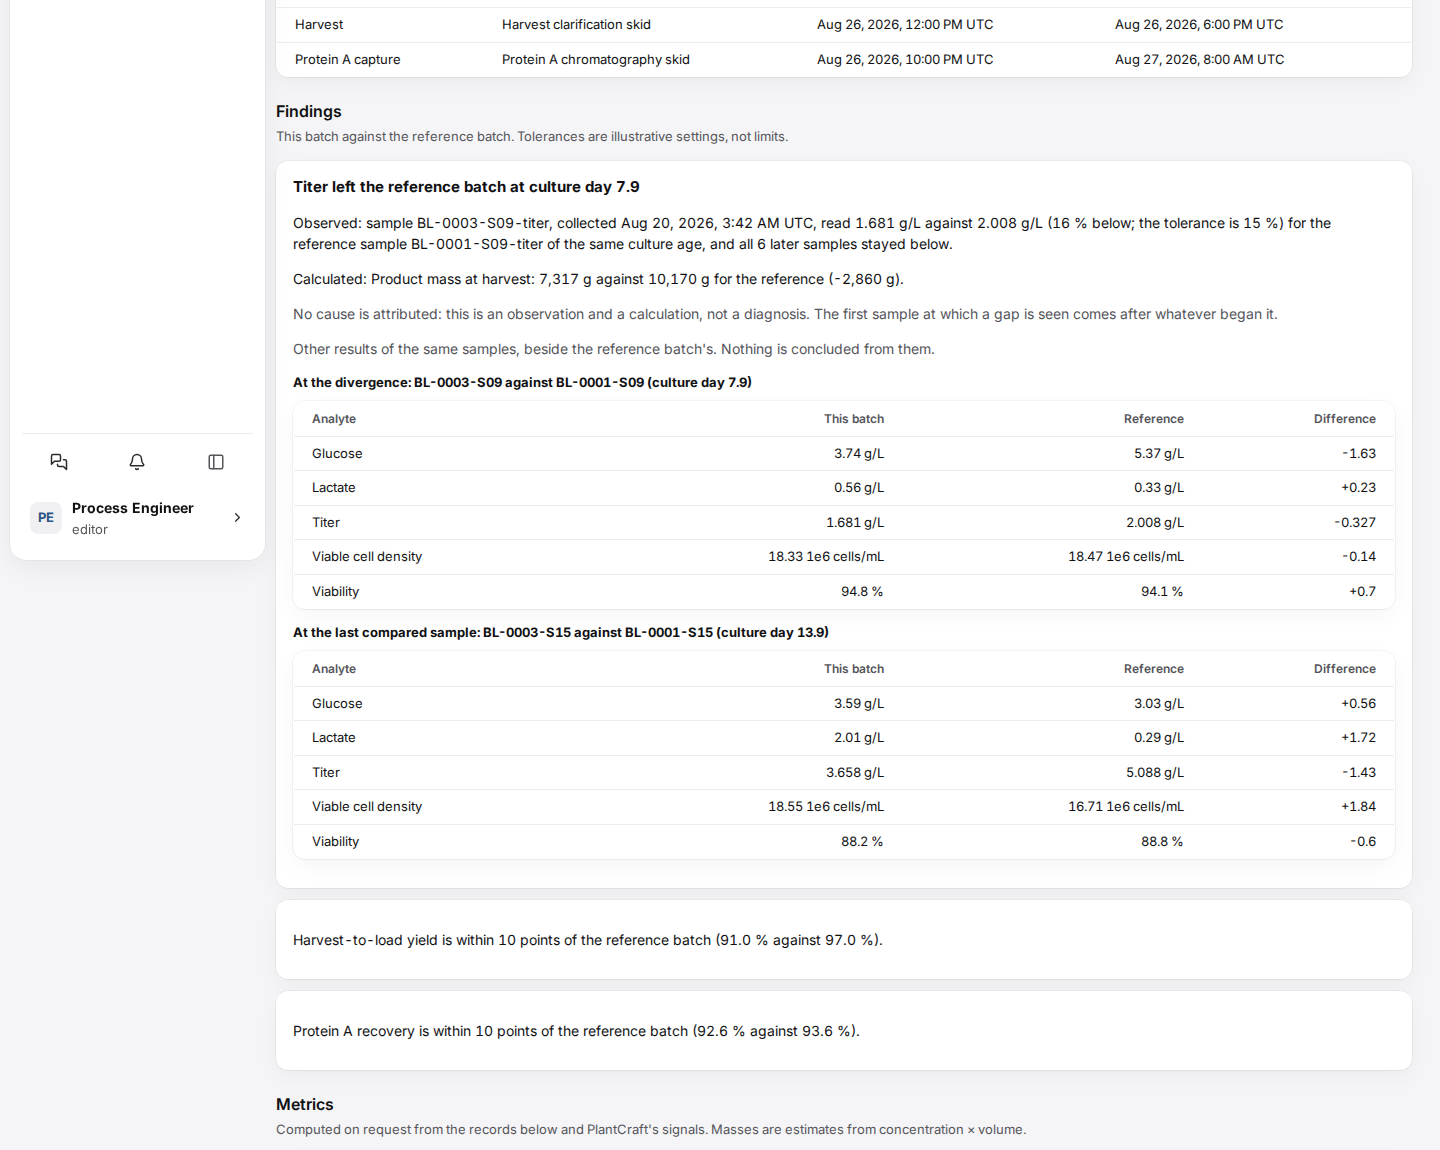 Harvest Harvest clarification skid Aug 26, 2026, 12:00 PM UTC Aug 26, 2026, 6:00 PM UTC
Protein A capture Protein A chromatography skid Aug 26, 2026, 10:00 PM UTC Aug 27, 2026, 8:00 AM UTC
Findings
This batch against the reference batch. Tolerances are illustrative settings, not limits.
Titer left the reference batch at culture day 7.9
Observed: sample BL-0003-S09-titer, collected Aug 20, 2026, 3:42 AM UTC, read 1.681 g/L against 2.008 g/L (16 % below; the tolerance is 15 %) for the
reference sample BL-0001-S09-titer of the same culture age, and all 6 later samples stayed below.
Calculated: Product mass at harvest: 7,317 g against 10,170 g for the reference (-2,860 g).
No cause is attributed: this is an observation and a calculation, not a diagnosis. The first sample at which a gap is seen comes after whatever began it.
Other results of the same samples, beside the reference batch's. Nothing is concluded from them.
At the divergence: BL-0003-S09 against BL-0001-S09 (culture day 7.9)
Analyte This batch Reference Difference
Glucose 3.74 g/L 5.37 g/L -1.63
Lactate 0.56 g/L 0.33 g/L +0.23
Titer 1.681 g/L 2.008 g/L -0.327
Viable cell density 18.33 1e6 cells/mL 18.47 1e6 cells/mL -0.14
Viability 94.8 % 94.1 % +0.7
At the last compared sample: BL-0003-S15 against BL-0001-S15 (culture day 13.9)
Analyte This batch Reference Difference
Glucose 3.59 g/L 3.03 g/L +0.56
Lactate 2.01 g/L 0.29 g/L +1.72
Titer 3.658 g/L 5.088 g/L -1.43
Viable cell density 18.55 1e6 cells/mL 16.71 1e6 cells/mL +1.84
Viability 88.2 % 88.8 % -0.6
Harvest-to-load yield is within 10 points of the reference batch (91.0 % against 97.0 %).
Protein A recovery is within 10 points of the reference batch (92.6 % against 93.6 %).
Metrics
Computed on request from the records below and PlantCraft's signals. Masses are estimates from concentration × volume.
PE Process Engineer
editor